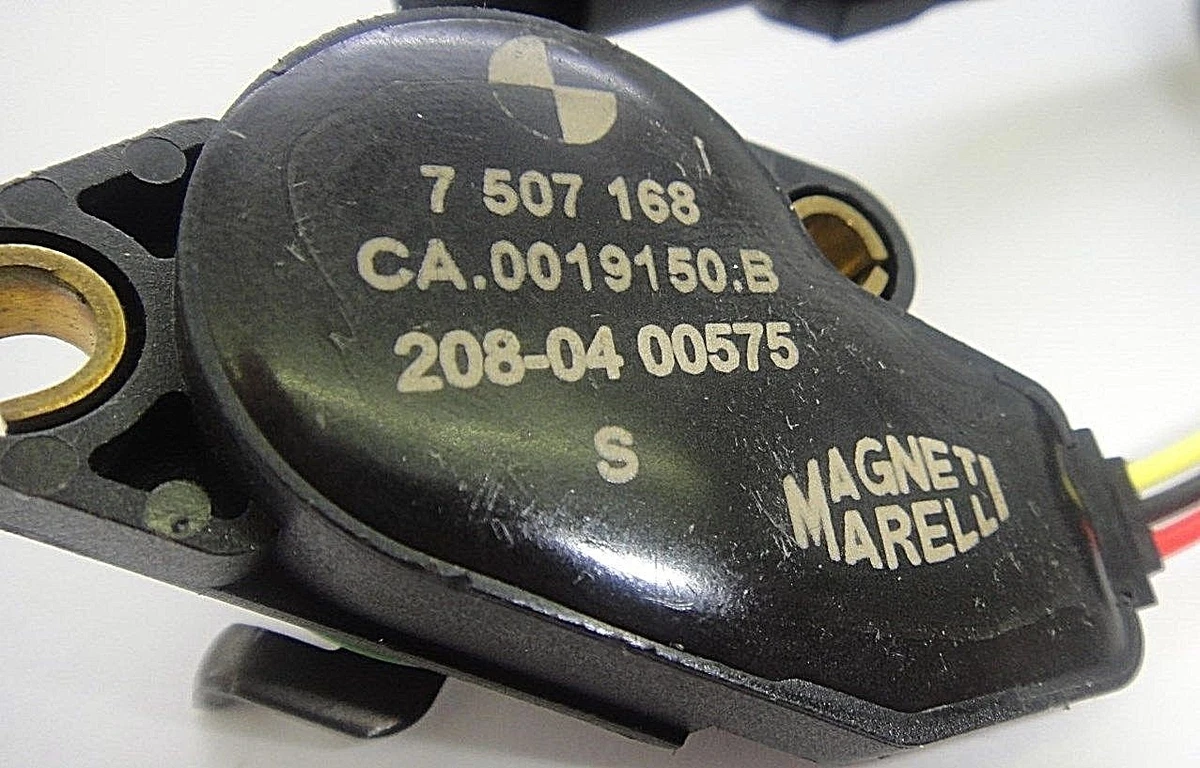 7 507 168
CA.0019150.B
208-04 00575
S
MAGNETI
MARELLI